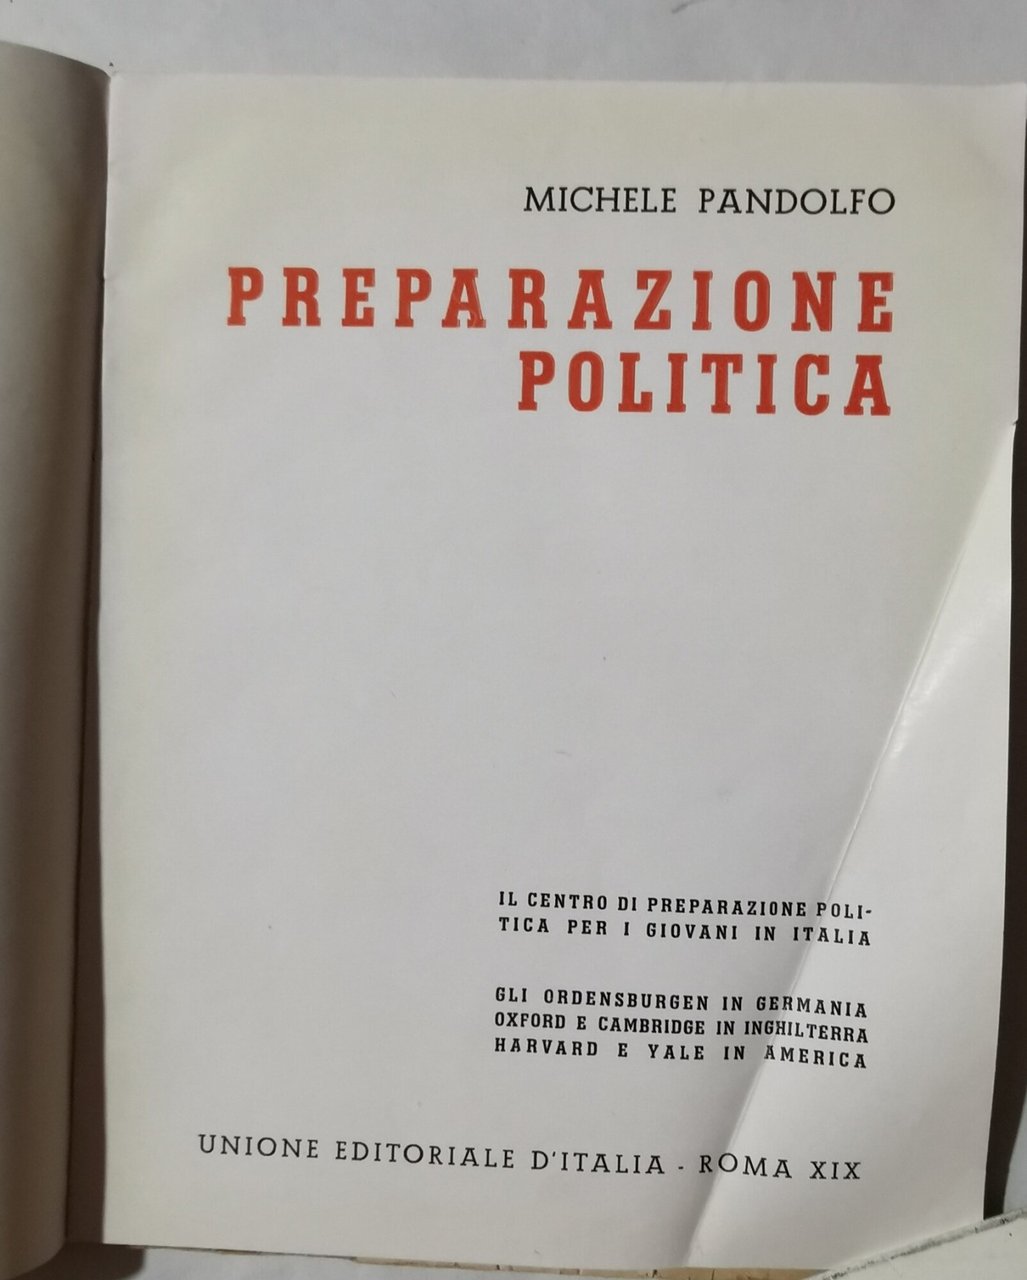 MICHELE PANDOLFO
PREPARAZIONE
POLITICA
IL CENTRO DI PREPARAZIONE POLI-
TICA PER I GIOVANI IN ITALIA
GLI ORDENSBURGEN IN GERMANIA
OXFORD E CAMBRIDGE IN INGHILTERRA
HARVARD E YALE IN AMERICA
UNIONE EDITORIALE D'ITALIA - ROMA XIX